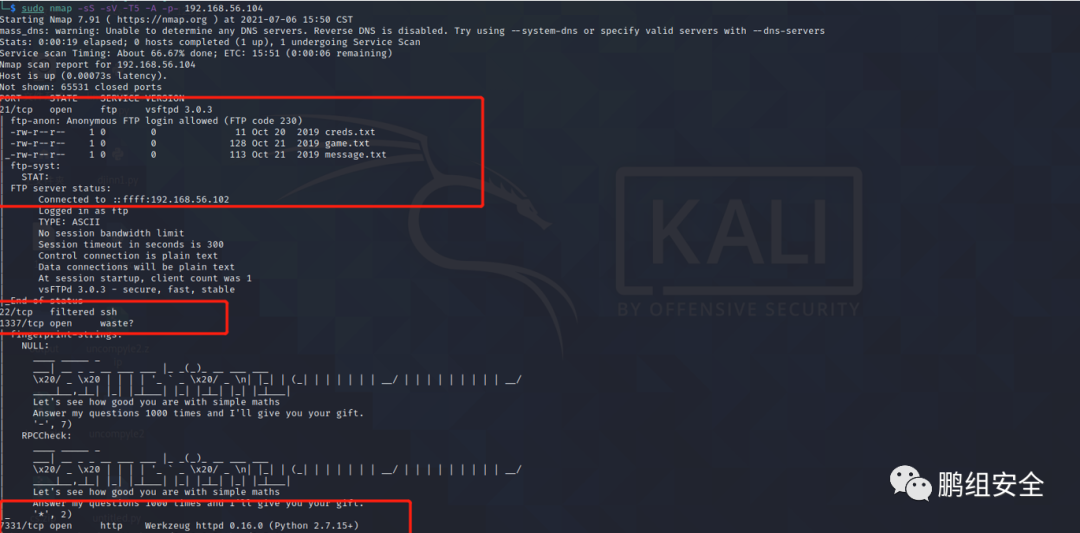 └─$ sudo nmap -sS -sV -T5 -A -p- 192.168.56.104
Starting Nmap 7.91 ( https://nmap.org ) at 2021-07-06 15:50 CST
mass_dns: warning: Unable to determine any DNS servers. Reverse DNS is disabled. Try using --system-dns or specify valid servers with --dns-servers
Stats: 0:00:19 elapsed; 0 hosts completed (1 up), 1 undergoing Service Scan
Service scan Timing: About 66.67% done; ETC: 15:51 (0:00:06 remaining)
Nmap scan report for 192.168.56.104
Host is up (0.00073s latency).
Not shown: 65531 closed ports
PORT     STATE    SERVICE VERSION
21/tcp   open     ftp     vsftpd 3.0.3
| ftp-anon: Anonymous FTP login allowed (FTP code 230)
| -rw-r--r--    1 0        0              11 Oct 20  2019 creds.txt
| -rw-r--r--    1 0        0             128 Oct 21  2019 game.txt
|_-rw-r--r--    1 0        0             113 Oct 21  2019 message.txt
| ftp-syst:
|   STAT:
| FTP server status:
|      Connected to ::ffff:192.168.56.102
|      Logged in as ftp
|      TYPE: ASCII
|      No session bandwidth limit
|      Session timeout in seconds is 300
|      Control connection is plain text
|      Data connections will be plain text
|      At session startup, client count was 1
|      vsFTPd 3.0.3 - secure, fast, stable
|_End of status
22/tcp   filtered ssh
1337/tcp open     waste?
| fingerprint-strings:
|   NULL:
|     Let's see how good you are with simple maths
|     Answer my questions 1000 times and I'll give you your gift.
|     '-', 7)
|   RPCCheck:
|     Let's see how good you are with simple maths
|     Answer my questions 1000 times and I'll give you your gift.
|_    '*', 2)
7331/tcp open     http    Werkzeug httpd 0.16.0 (Python 2.7.15+)
KALI
BY OFFENSIVE SECURITY
鹏组安全